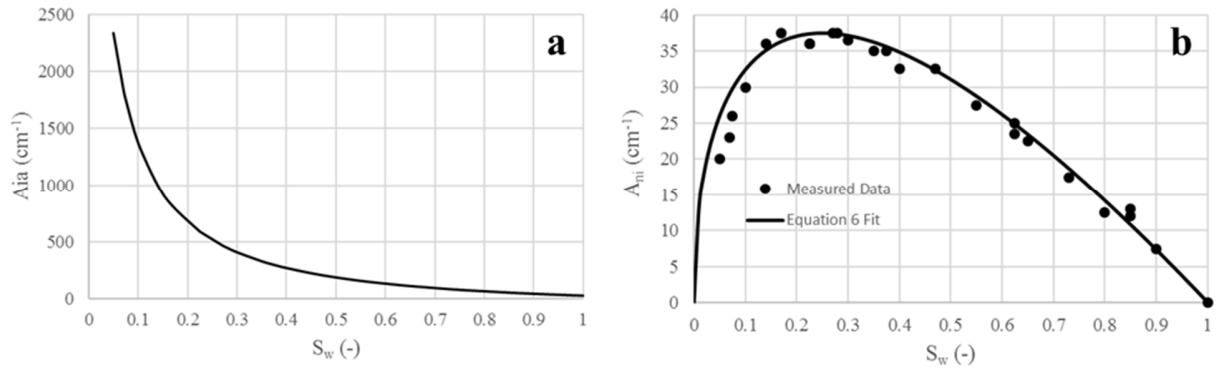 a
2500
2000
1500
1000
500
0
Aia (cm⁻¹)
0 0.1 0.2 0.3 0.4 0.5 0.6 0.7 0.8 0.9 1
S_w (-)
b
40
35
30
25
20
15
10
5
0
A_ni (cm⁻¹)
Measured Data
Equation 6 Fit
0 0.1 0.2 0.3 0.4 0.5 0.6 0.7 0.8 0.9 1
S_w (-)